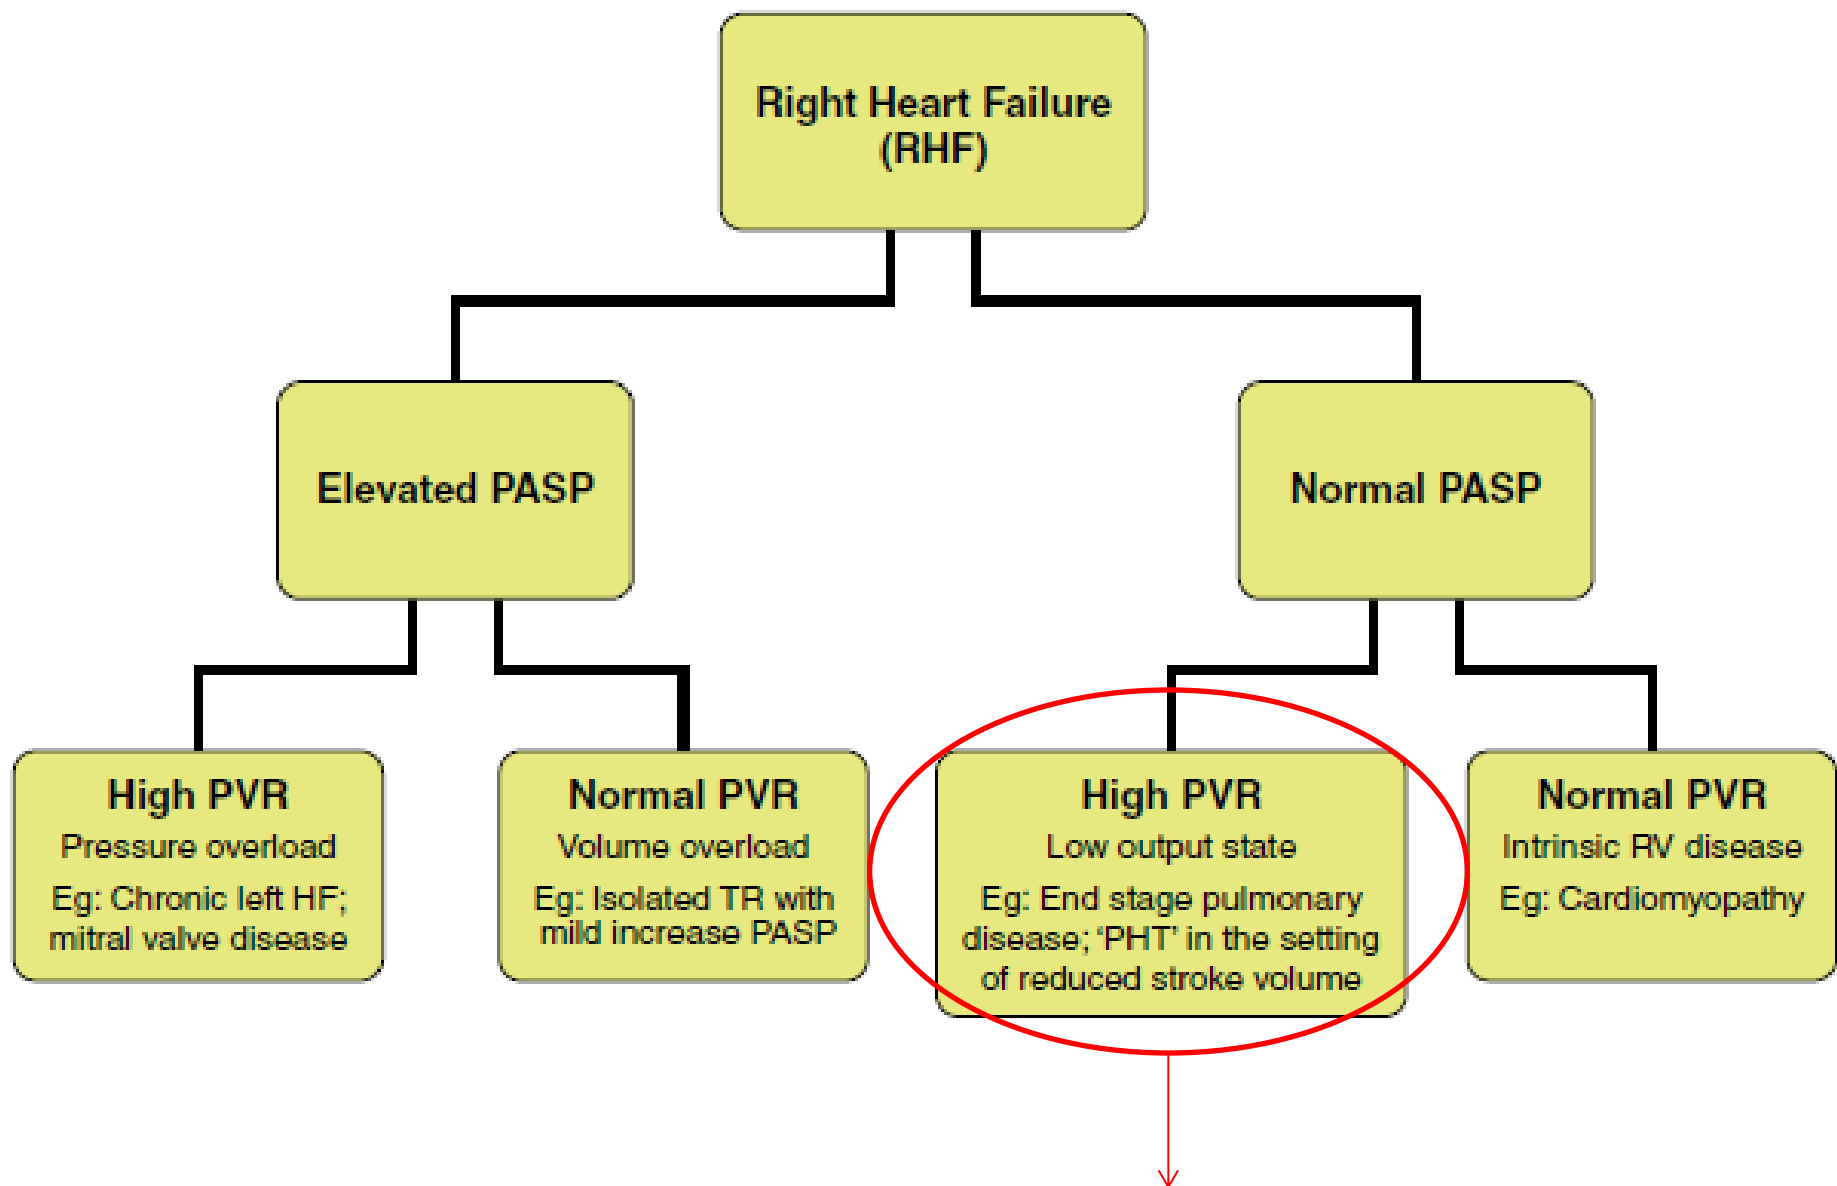 Right Heart Failure
(RHF)
Elevated PASP
Normal PASP
High PVR
Pressure overload
Eg: Chronic left HF;
mitral valve disease
Normal PVR
Volume overload
Eg: Isolated TR with
mild increase PASP
High PVR
Low output state
Eg: End stage pulmonary
disease; ‘PHT’ in the setting
of reduced stroke volume
Normal PVR
Intrinsic RV disease
Eg: Cardiomyopathy